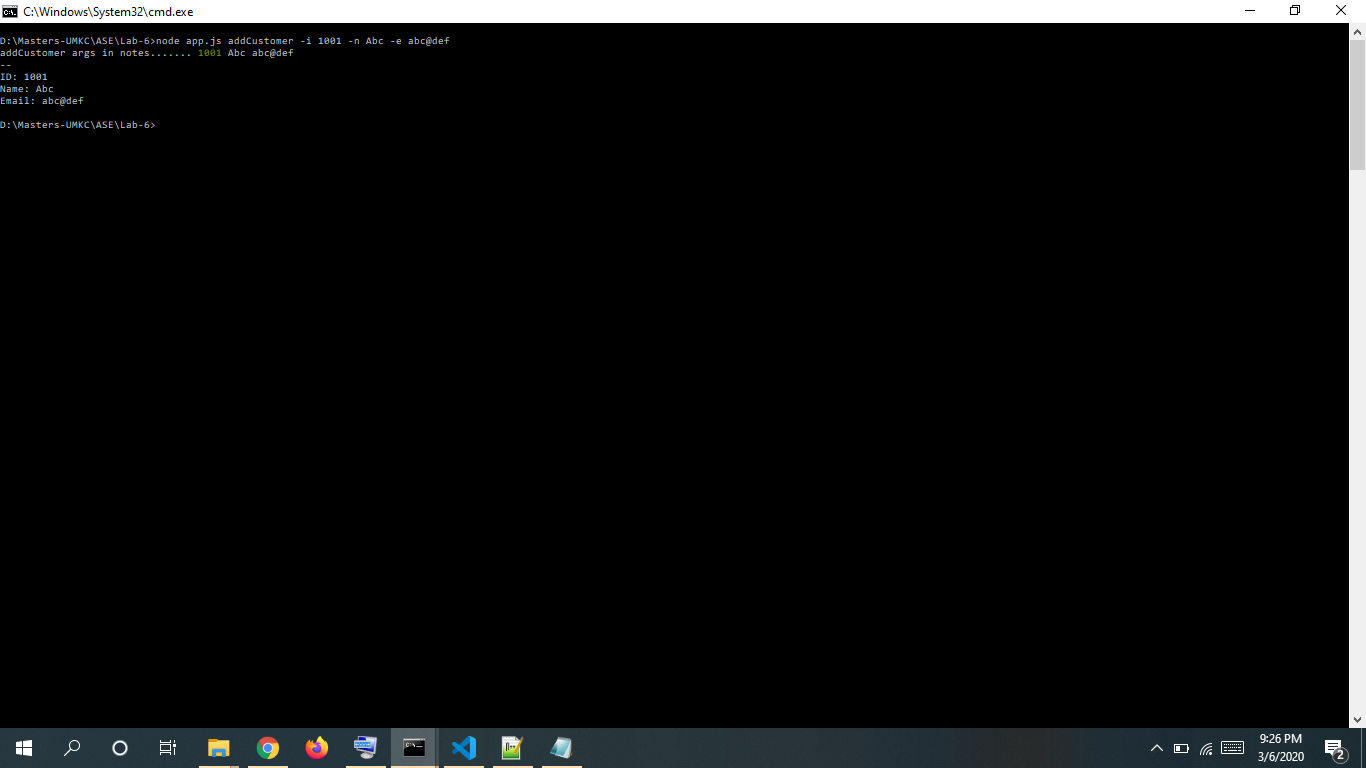 C:\Windows\System32\cmd.exe
D:\Masters-UMKC\ASE\Lab-6>node app.js addCustomer -i 1001 -n Abc -e abc@def
addCustomer args in notes....... 1001 Abc abc@def
--
ID: 1001
Name: Abc
Email: abc@def
D:\Masters-UMKC\ASE\Lab-6>
9:26 PM
3/6/2020
2